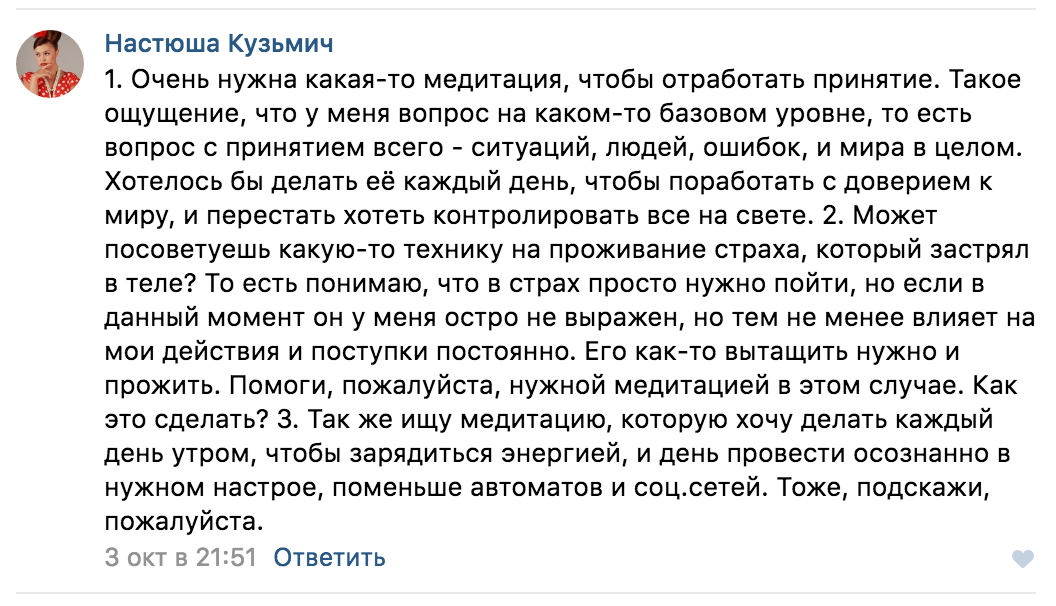 Настюша Кузьмич
1. Очень нужна какая-то медитация, чтобы отработать принятие. Такое
ощущение, что у меня вопрос на каком-то базовом уровне, то есть
вопрос с принятием всего - ситуаций, людей, ошибок, и мира в целом.
Хотелось бы делать её каждый день, чтобы поработать с доверием к
миру, и перестать хотеть контролировать все на свете. 2. Может
посоветуешь какую-то технику на проживание страха, который застрял
в теле? То есть понимаю, что в страх просто нужно пойти, но если в
данный момент он у меня остро не выражен, но тем не менее влияет на
мои действия и поступки постоянно. Его как-то вытащить нужно и
прожить. Помоги, пожалуйста, нужной медитацией в этом случае. Как
это сделать? 3. Так же ищу медитацию, которую хочу делать каждый
день утром, чтобы зарядиться энергией, и день провести осознанно в
нужном настрое, поменьше автоматов и соц.сетей. Тоже, подскажи,
пожалуйста.
3 окт в 21:51 Ответить